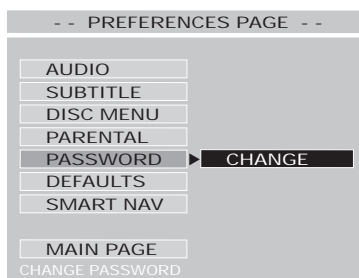 - - PREFERENCES PAGE - -
AUDIO
SUBTITLE
DISC MENU
PARENTAL
PASSWORD CHANGE
DEFAULTS
SMART NAV
MAIN PAGE
CHANGE PASSWORD